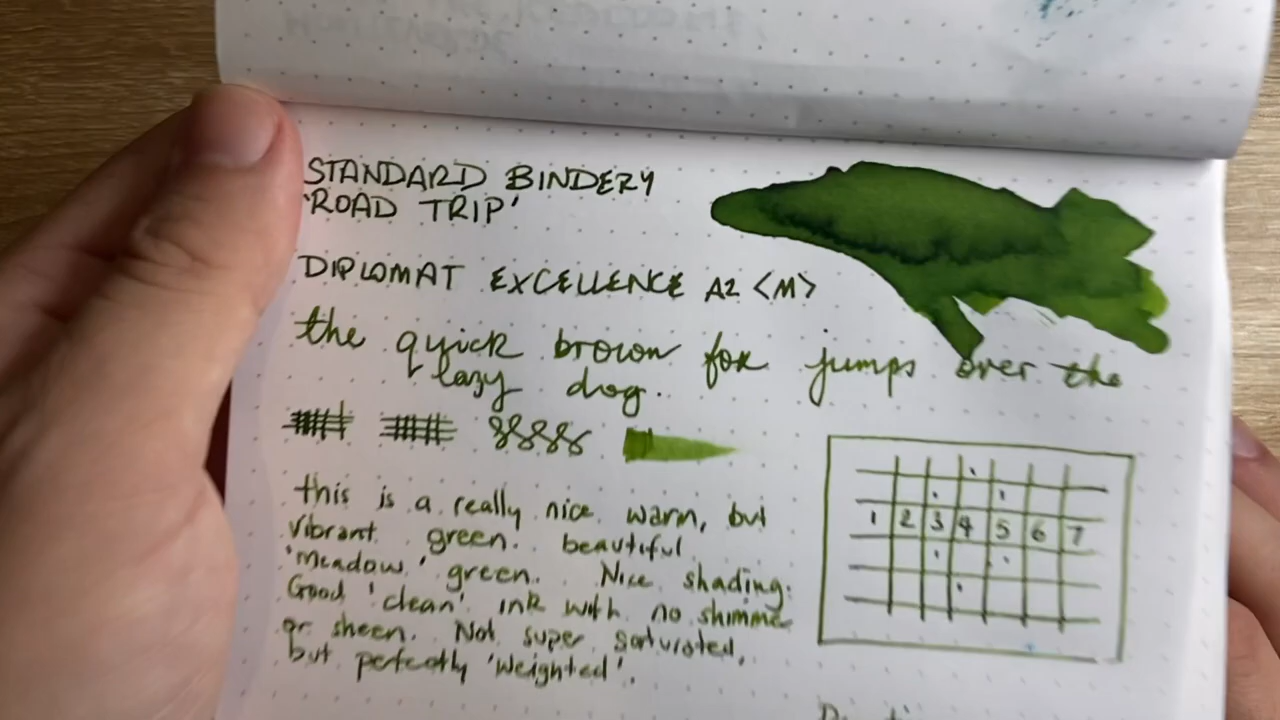 STANDARD BINDERY
'ROAD TRIP'
DIPLOMAT EXCELLENCE A2 <M>
the quick brown fox jumps over the
lazy dog.
this is a really nice warm, but
vibrant green. beautiful
'meadow' green. Nice shading.
Good 'clean' ink with no shimmer
or sheen. Not super saturated,
but perfectly 'weighted'.
1 2 3 4 5 6 7